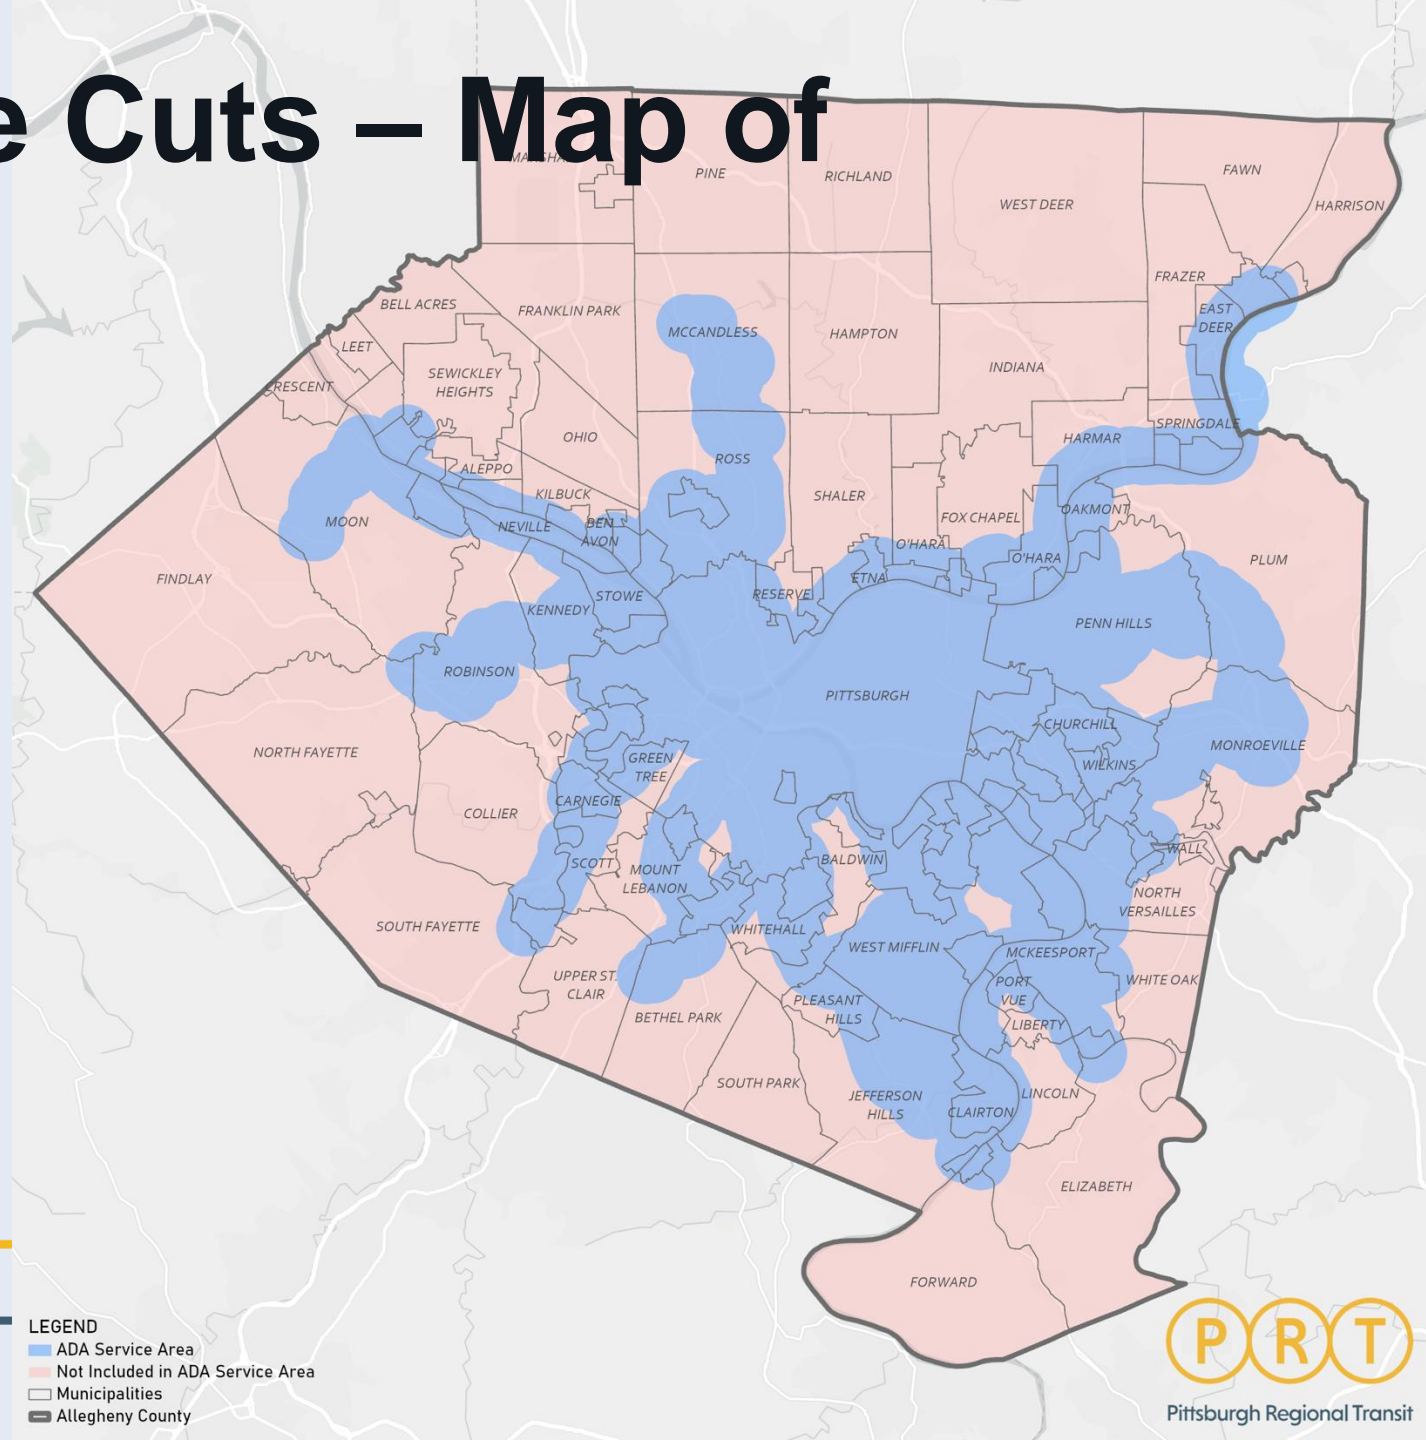 e Cuts – Map of
PINE
RICHLAND
WEST DEER
FAWN
HARRISON
FRAZER
EAST
DEER
BELL ACRES
FRANKLIN PARK
MCCANDLESS
HAMPTON
INDIANA
LEET
SEWICKLEY
HEIGHTS
CRESCENT
OHIO
ROSS
HARMAR
SPRINGDALE
ALEPPO
KILBUCK
SHALER
FOX CHAPEL
OAKMONT
MOON
NEVILLE
BEN
AVON
O'HARA
O'HARA
PLUM
FINDLAY
ETNA
KENNEDY
STOWE
RESERVE
PENN HILLS
ROBINSON
PITTSBURGH
CHURCHILL
NORTH FAYETTE
GREEN
TREE
WILKINS
MONROEVILLE
COLLIER
CARNEGIE
SCOTT
MOUNT
LEBANON
BALDWIN
WALL
NORTH
VERSAILLES
SOUTH FAYETTE
WHITEHALL
WEST MIFFLIN
MCKEESPORT
UPPER ST.
CLAIR
PORT
VUE
WHITE OAK
PLEASANT
HILLS
BETHEL PARK
LIBERTY
SOUTH PARK
JEFFERSON
HILLS
CLAIRTON
LINCOLN
ELIZABETH
FORWARD
LEGEND
ADA Service Area
Not Included in ADA Service Area
Municipalities
Allegheny County
PRT
Pittsburgh Regional Transit